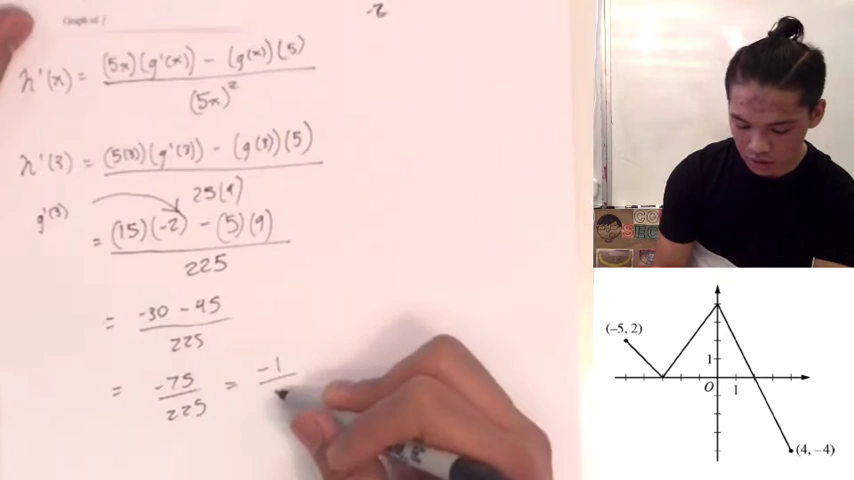 Graph of f
-2
h'(x) = (5x)(g'(x)) - (g(x))(5) / (5x)²
h'(3) = (5(3))(g'(3)) - (g(3))(5) / 25(9)
g'(3)
= (15)(-2) - (5)(9) / 225
= -30 - 45 / 225
= -75 / 225 = -1 /
(-5, 2)
1
O 1
(4, -4)